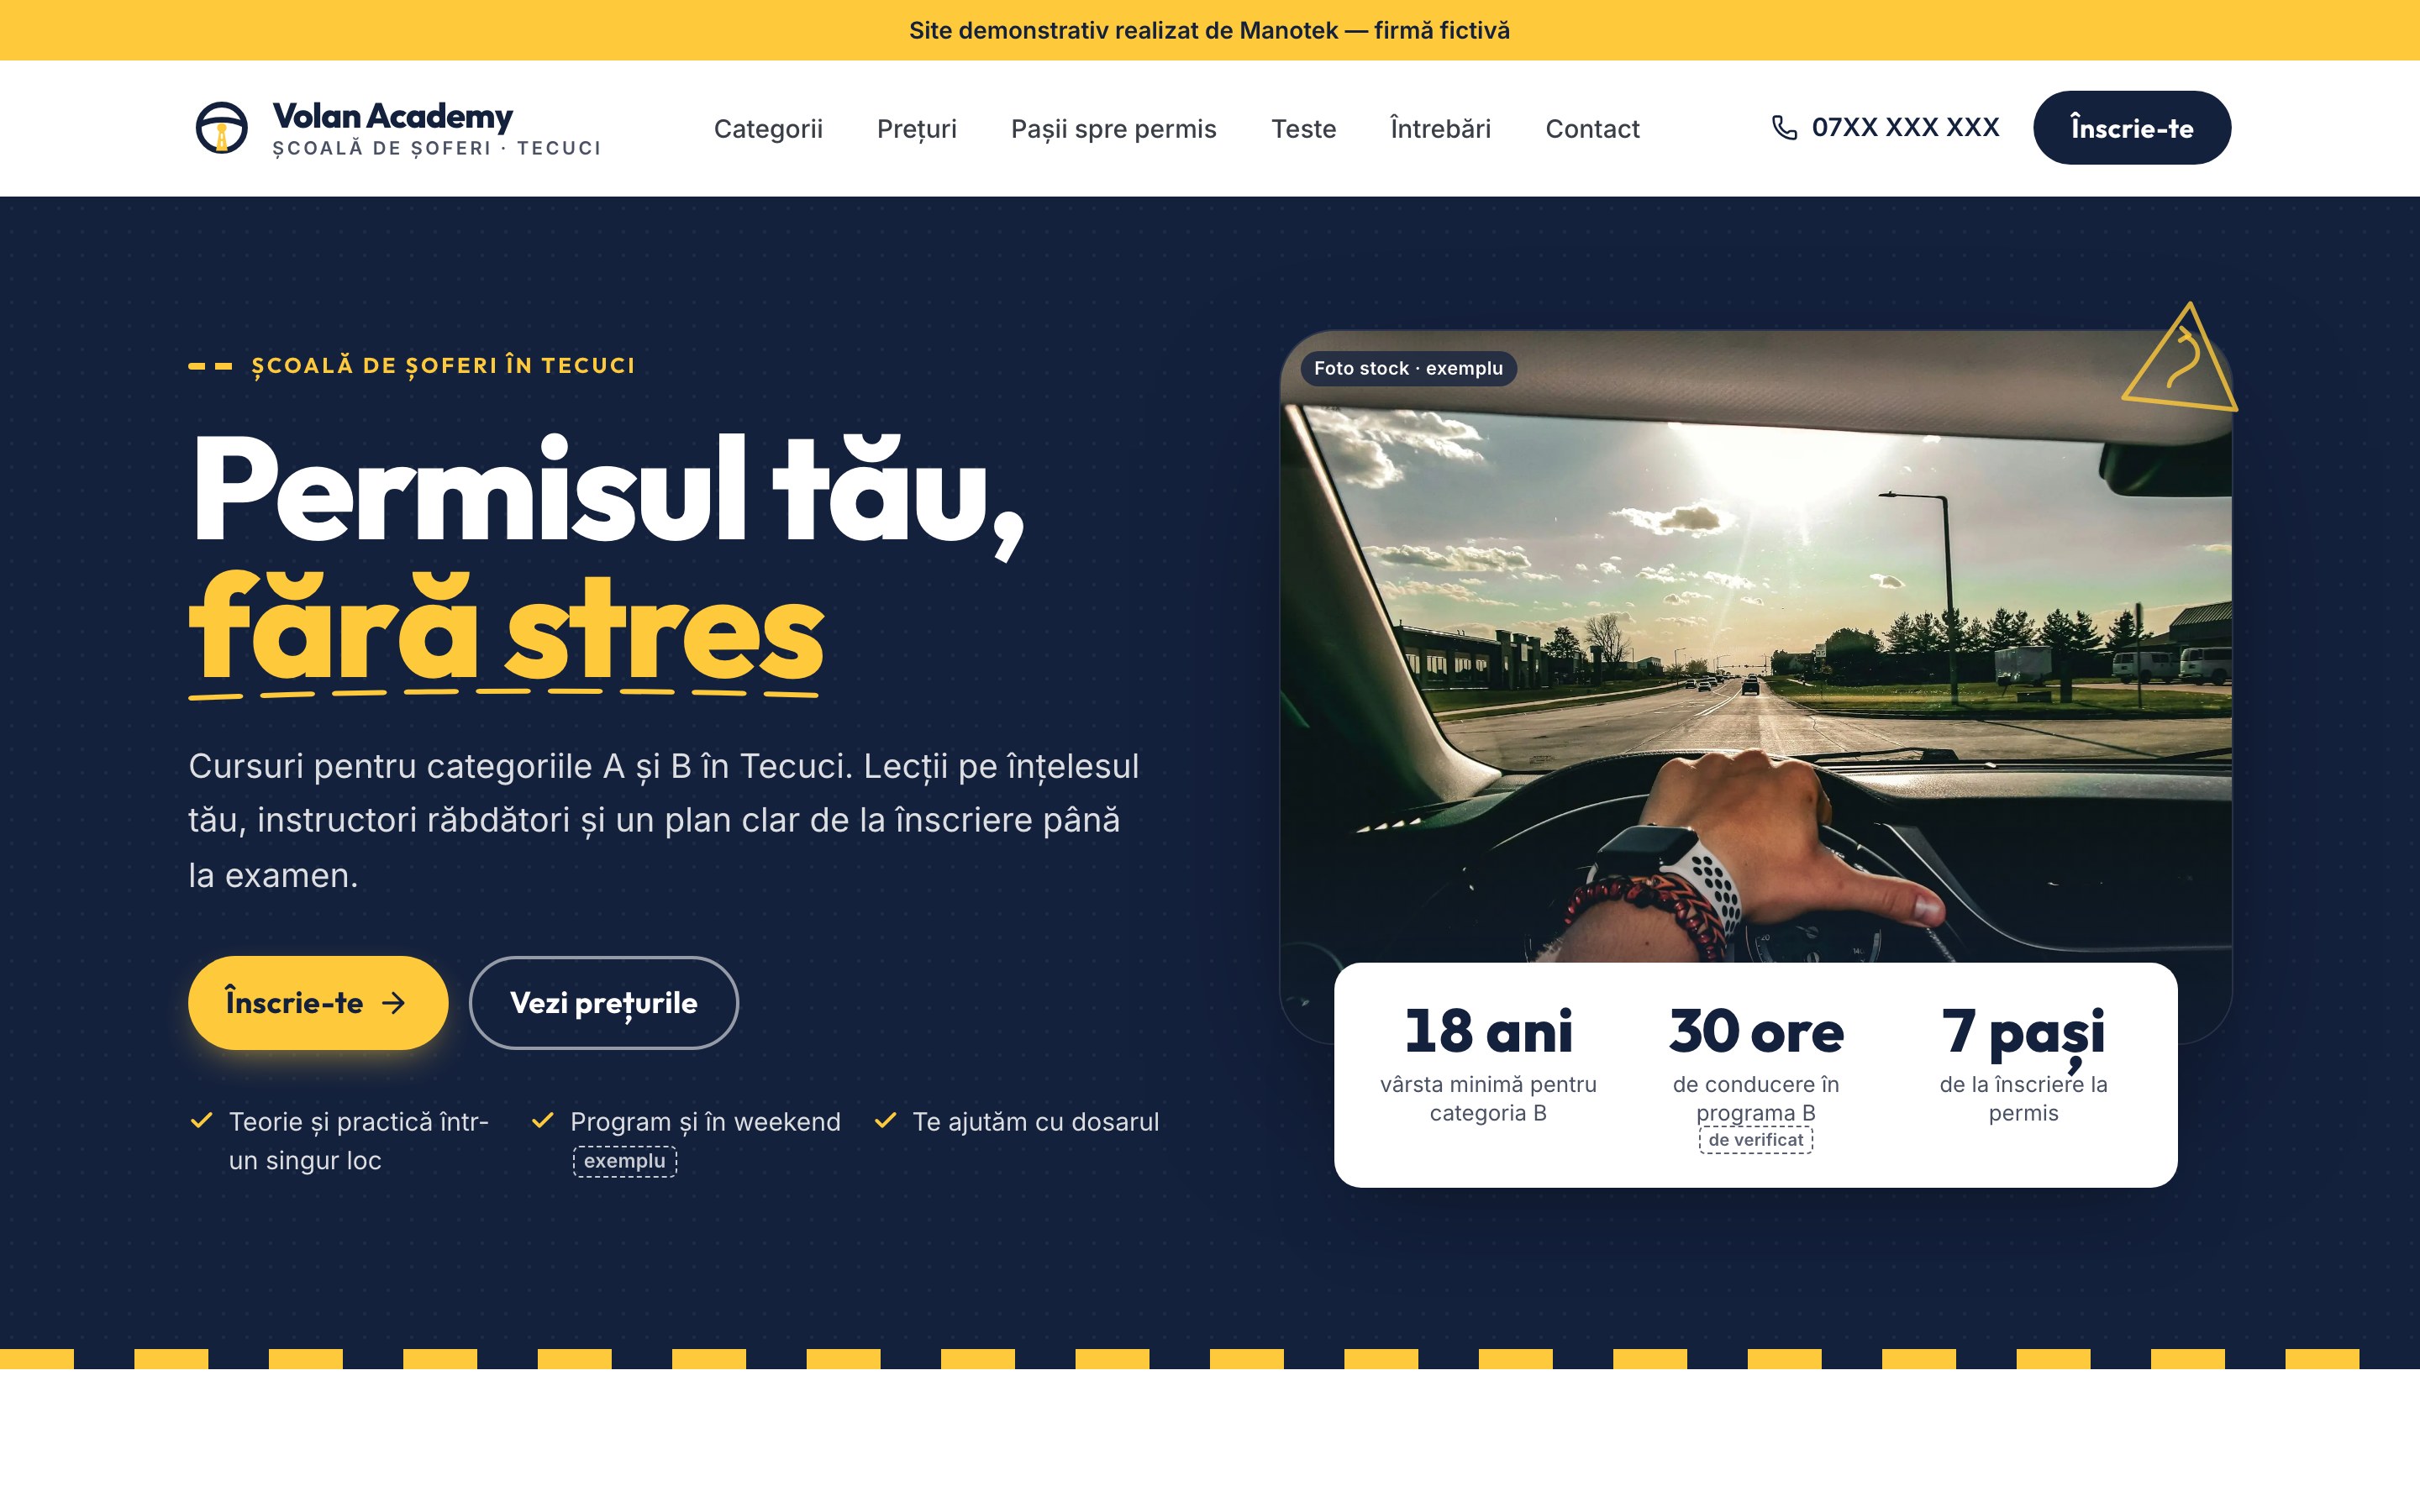 Site demonstrativ realizat de Manotek — firmă fictivă
Volan Academy
ȘCOALĂ DE ȘOFERI · TECUCI
Categorii
Prețuri
Pașii spre permis
Teste
Întrebări
Contact
07XX XXX XXX
Înscrie-te
ȘCOALĂ DE ȘOFERI ÎN TECUCI
Permisul tău,
fără stres
Cursuri pentru categoriile A și B în Tecuci. Lecții pe înțelesul
tău, instructori răbdători și un plan clar de la înscriere până
la examen.
Înscrie-te
Vezi prețurile
Teorie și practică într-
un singur loc
Program și în weekend
exemplu
Te ajutăm cu dosarul
Foto stock · exemplu
18 ani
vârsta minimă pentru
categoria B
30 ore
de conducere în
programa B
de verificat
7 pași
de la înscriere la
permis